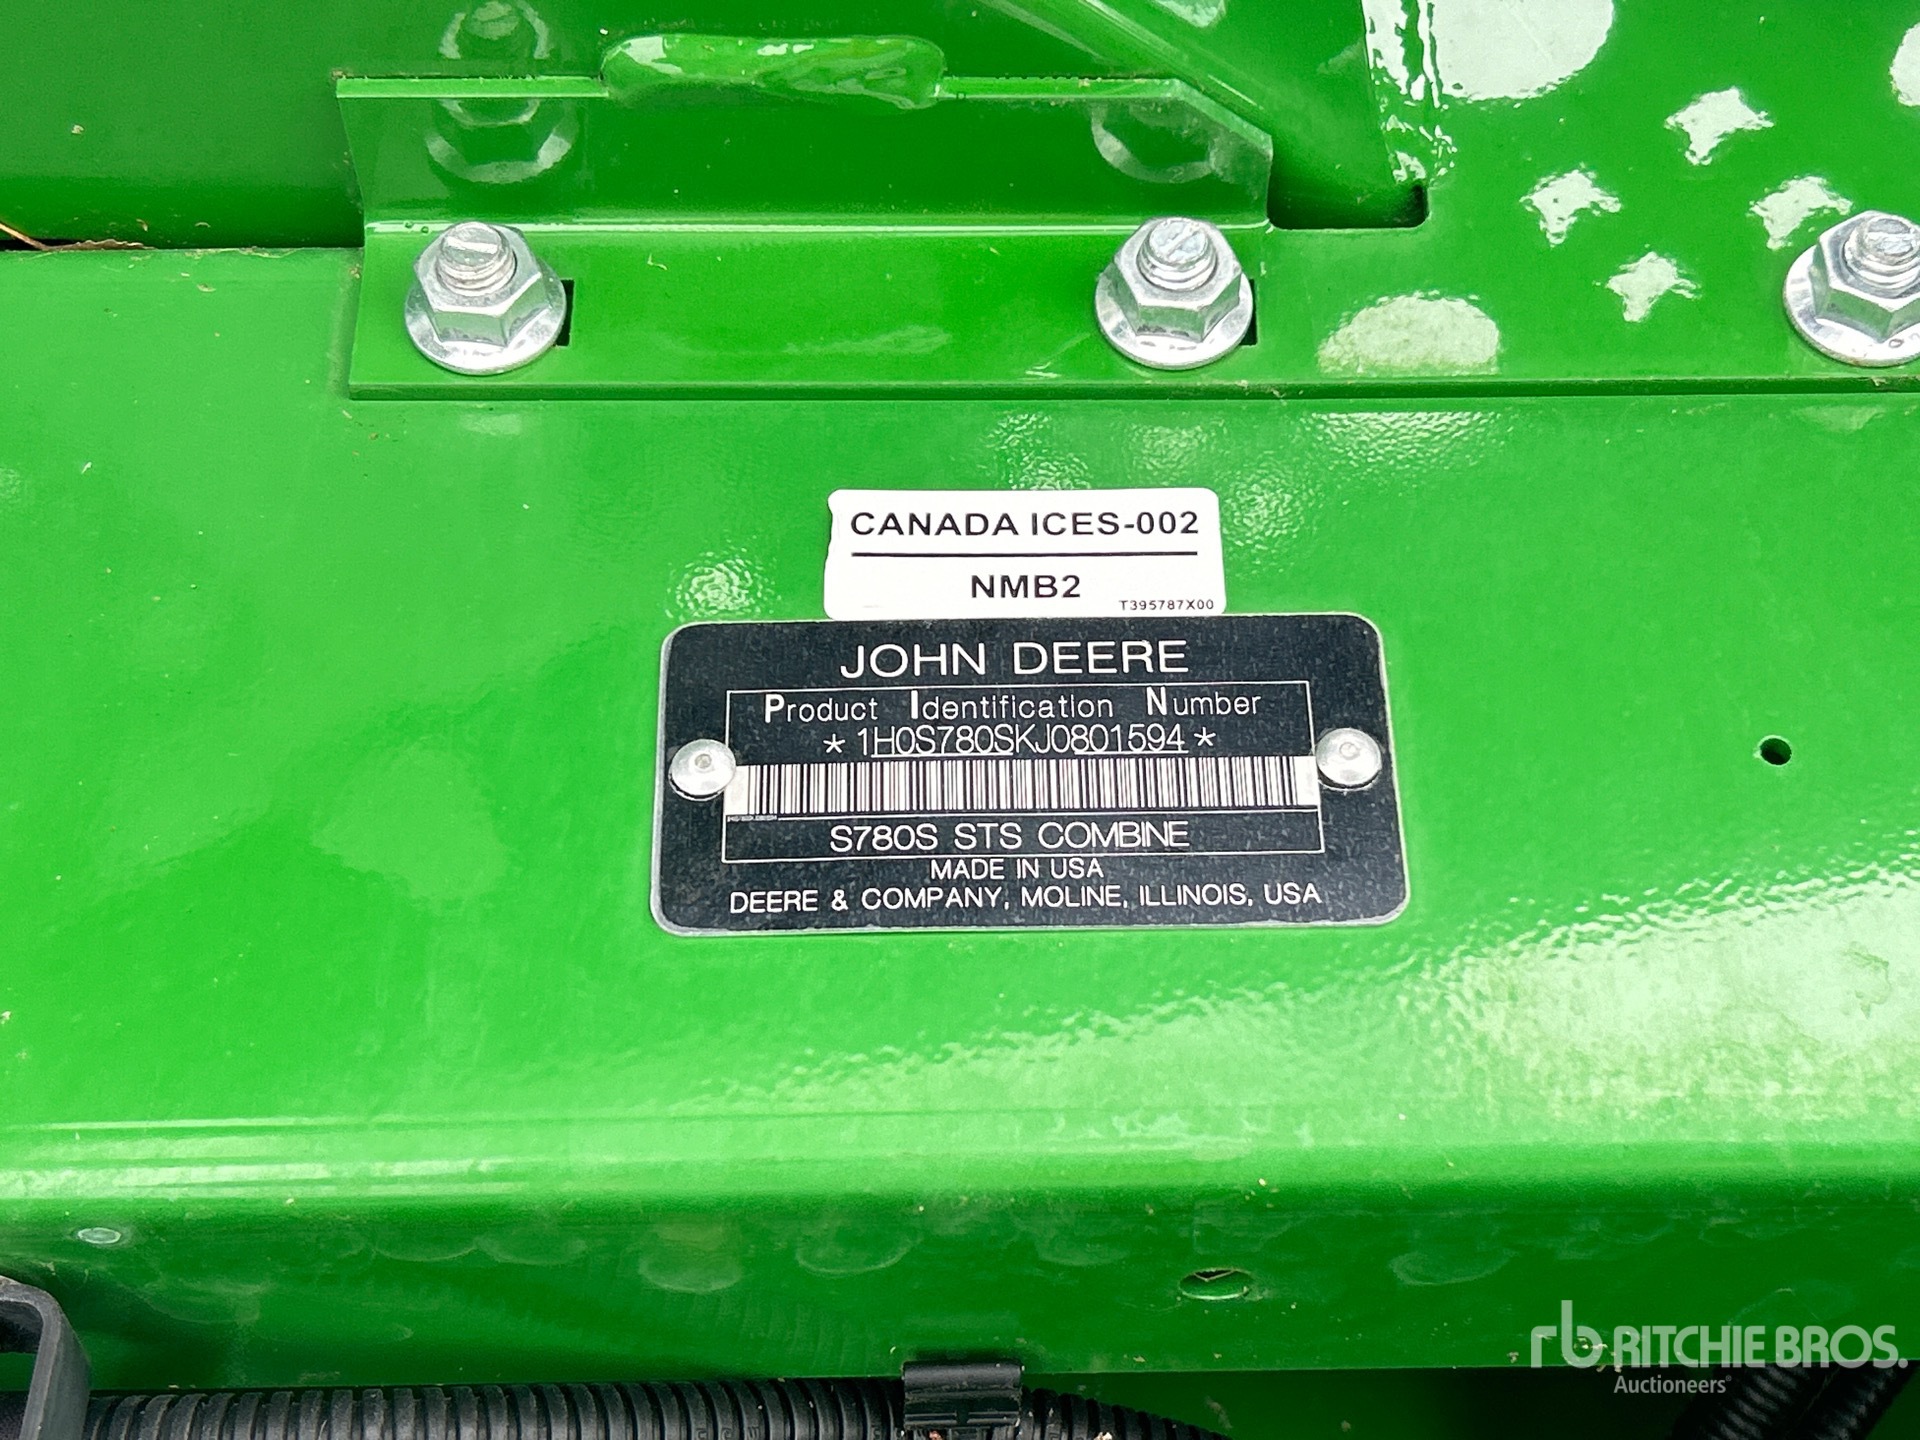 CANADA ICES-002
NMB2
T395787X00
JOHN DEERE
Product Identification Number
*1H0S780SKJ0801594*
S780S STS COMBINE
MADE IN USA
DEERE & COMPANY, MOLINE, ILLINOIS, USA
rb RITCHIE BROS.
Auctioneers